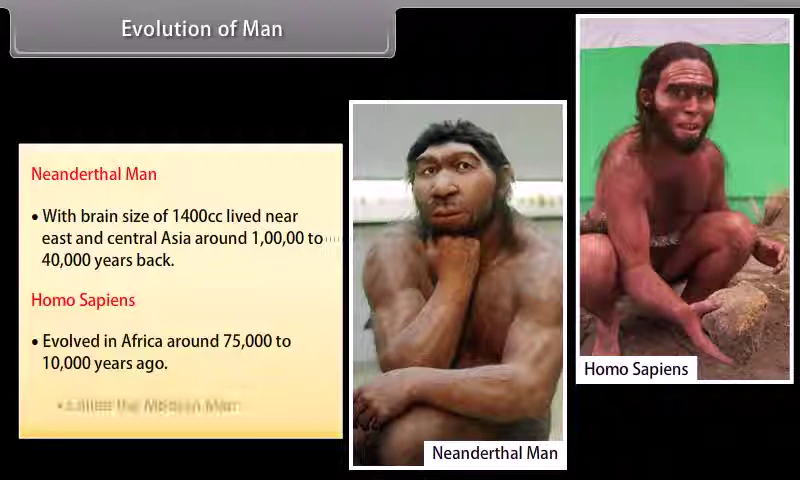 Evolution of Man
Neanderthal Man
• With brain size of 1400cc lived near
east and central Asia around 1,00,00 to
40,000 years back.
Homo Sapiens
• Evolved in Africa around 75,000 to
10,000 years ago.
Neanderthal Man
Homo Sapiens